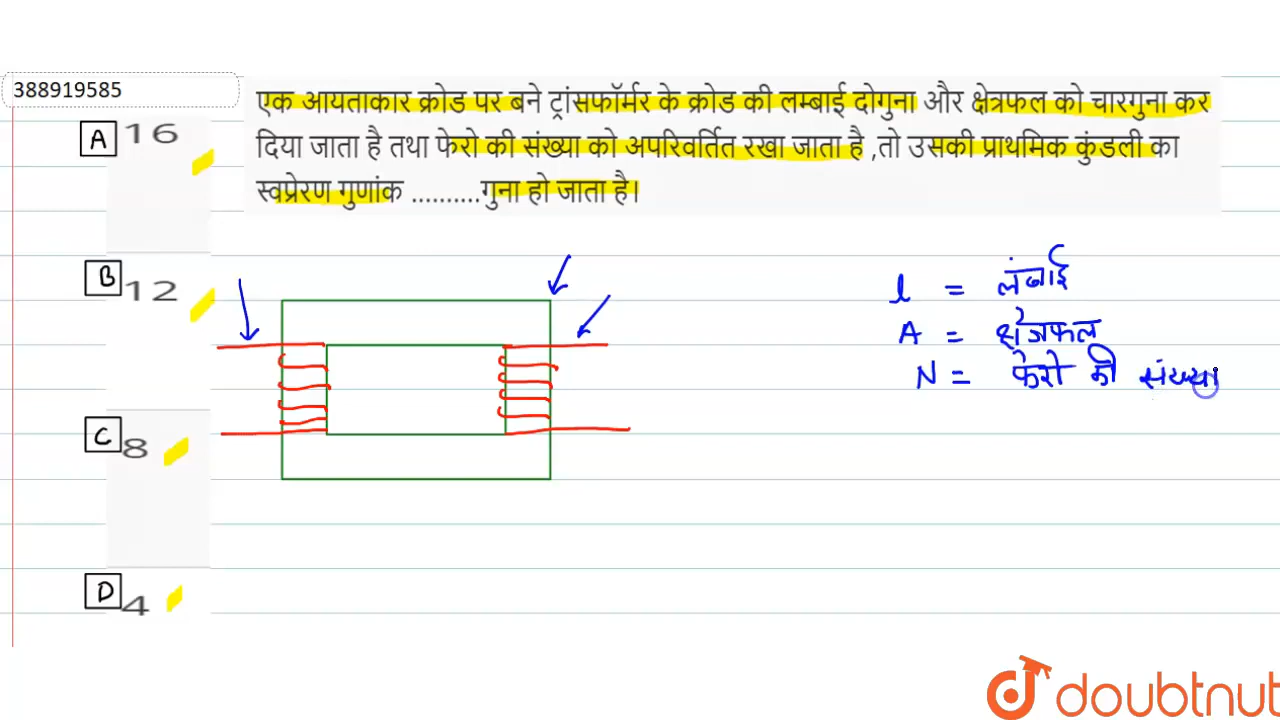 388919585
एक आयताकार क्रोड पर बने ट्रांसफॉर्मर के क्रोड की लम्बाई दोगुना और क्षेत्रफल को चारगुना कर
दिया जाता है तथा फेरो की संख्या को अपरिवर्तित रखा जाता है ,तो उसकी प्राथमिक कुंडली का
स्वप्रेरण गुणांक ..........गुना हो जाता है।
A 16
B 12
C 8
D 4
l = लंबाई
A = क्षेत्रफल
N = फेरो की संख्या
doubtnut